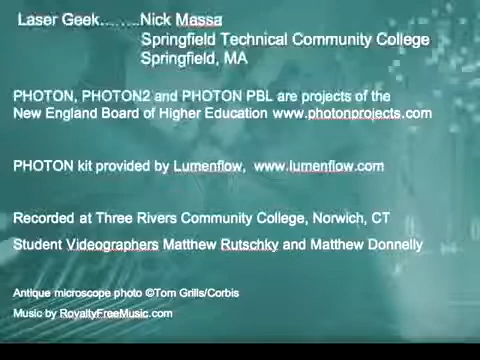 Laser Geek........Nick Massa
Springfield Technical Community College
Springfield, MA
PHOTON, PHOTON2 and PHOTON PBL are projects of the
New England Board of Higher Education www.photonprojects.com
PHOTON kit provided by Lumenflow,  www.lumenflow.com
Recorded at Three Rivers Community College, Norwich, CT
Student Videographers Matthew Rutschky and Matthew Donnelly
Antique microscope photo ©Tom Grills/Corbis
Music by RoyaltyFreeMusic.com